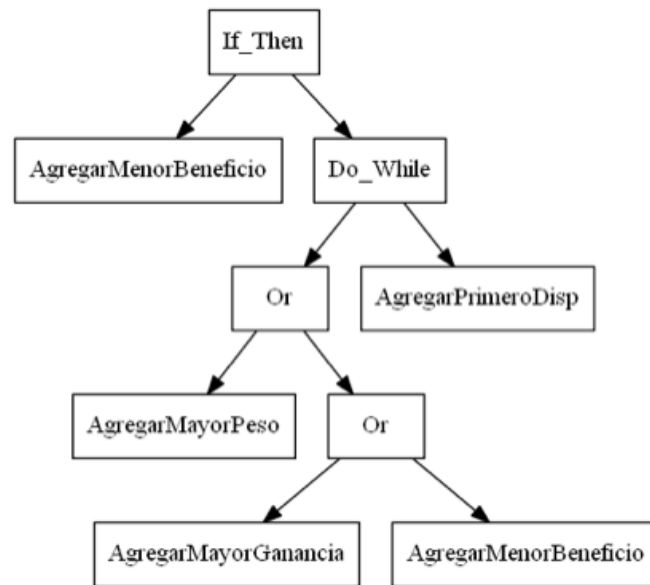 If_Then
AgregarMenorBeneficio
Do_While
Or
AgregarPrimeroDisp
AgregarMayorPeso
Or
AgregarMayorGanancia
AgregarMenorBeneficio